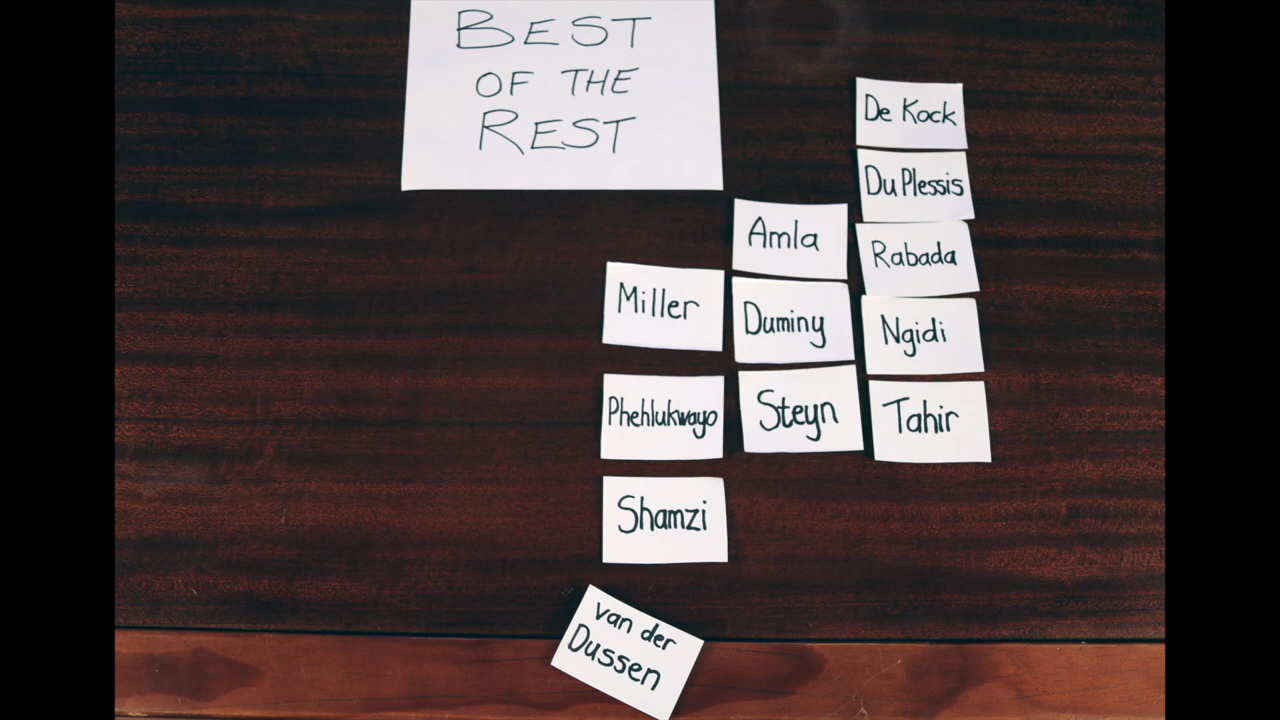 BEST
OF THE
REST
De Kock
Du Plessis
Amla
Rabada
Miller
Duminy
Ngidi
Phehlukwayo
Steyn
Tahir
Shamzi
van der
Dussen